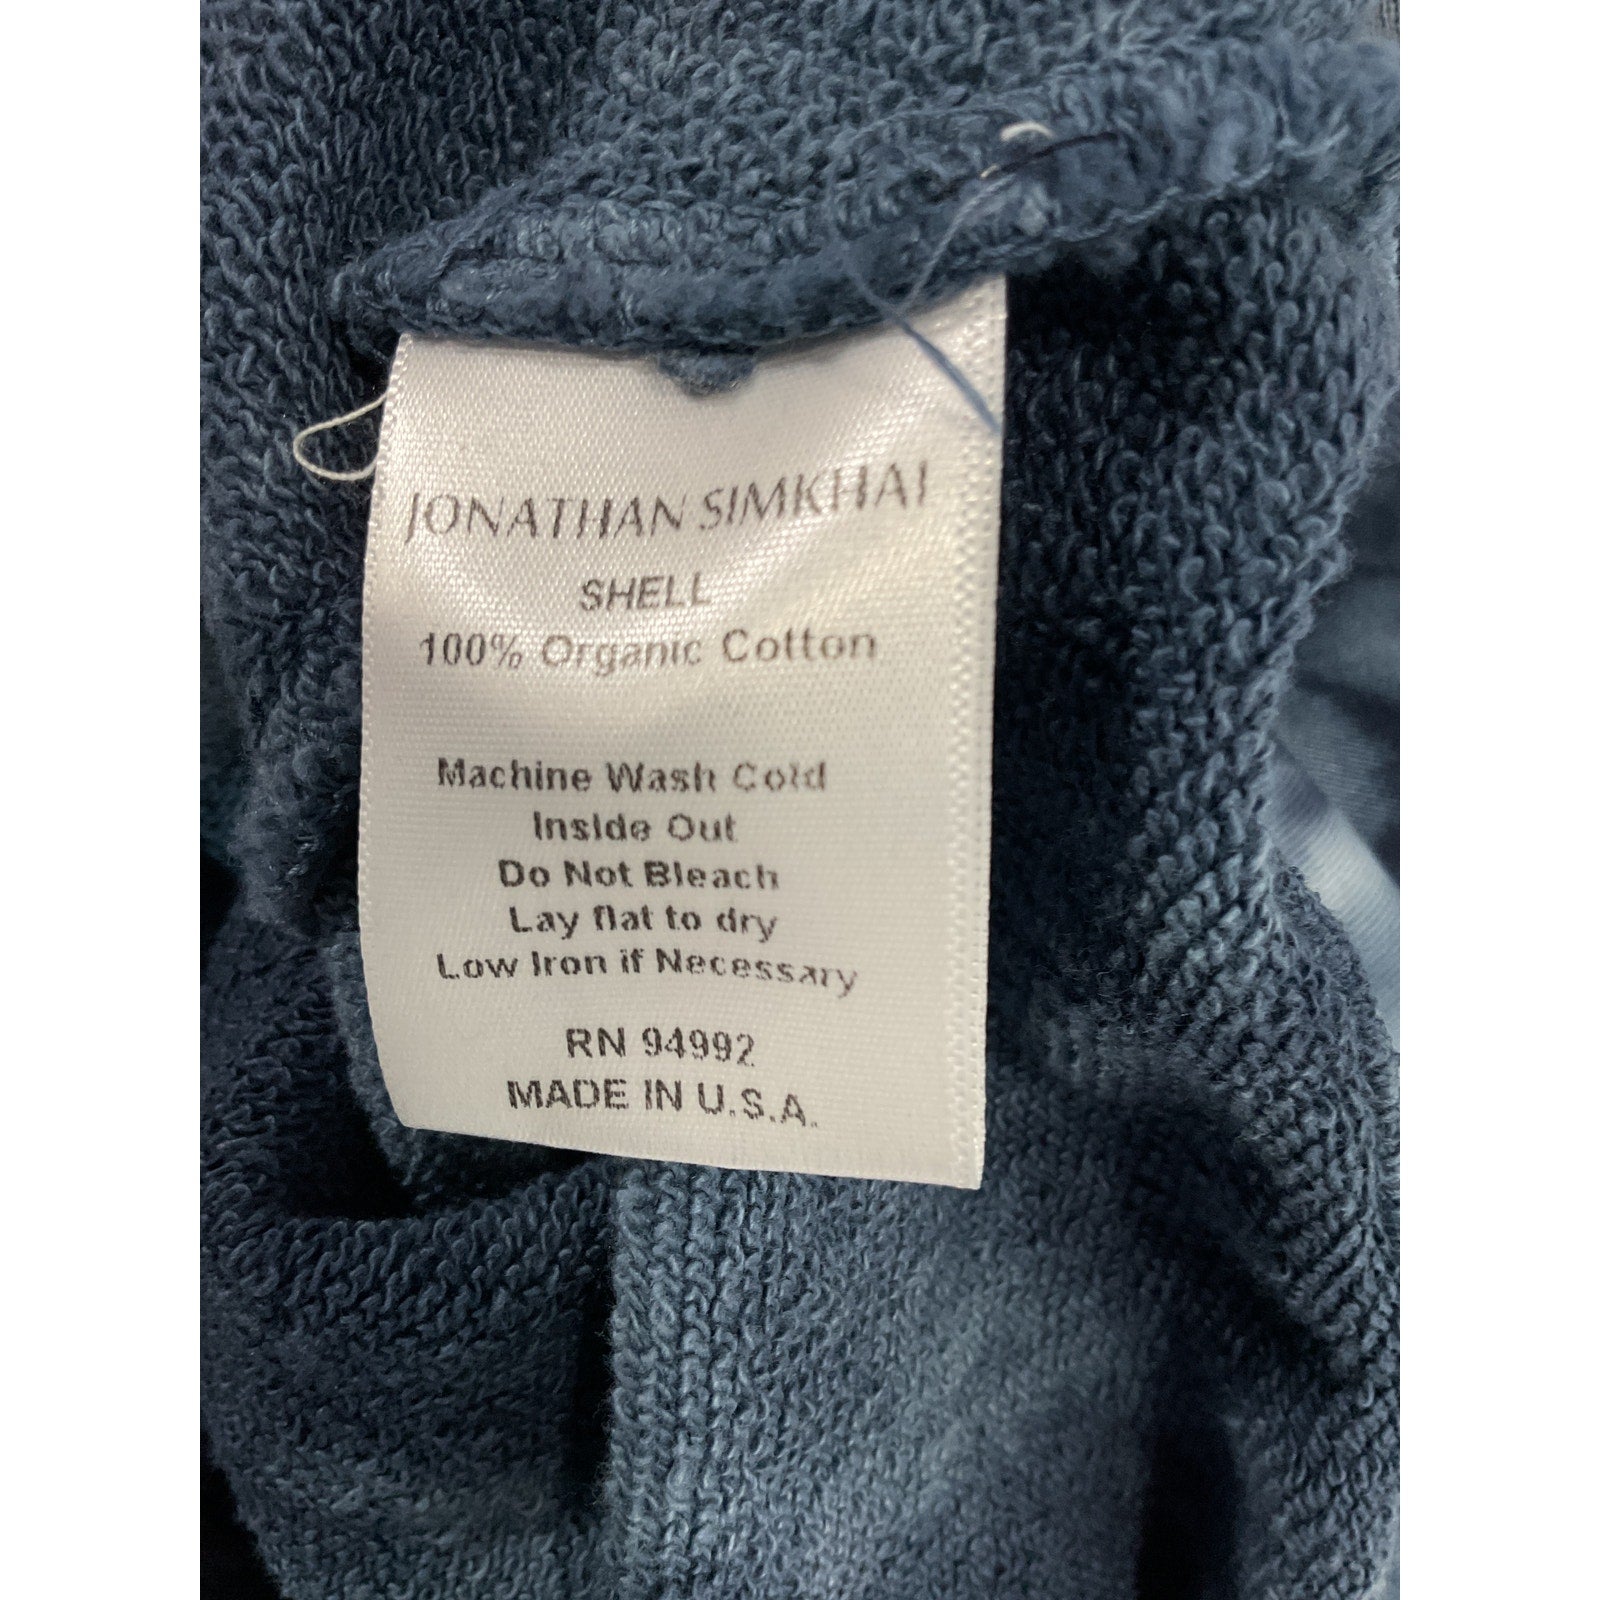 JONATHAN SIMKHAI
SHELL
100% Organic Cotton
Machine Wash Cold
Inside Out
Do Not Bleach
Lay flat to dry
Low Iron if Necessary
RN 94992
MADE IN U.S.A.